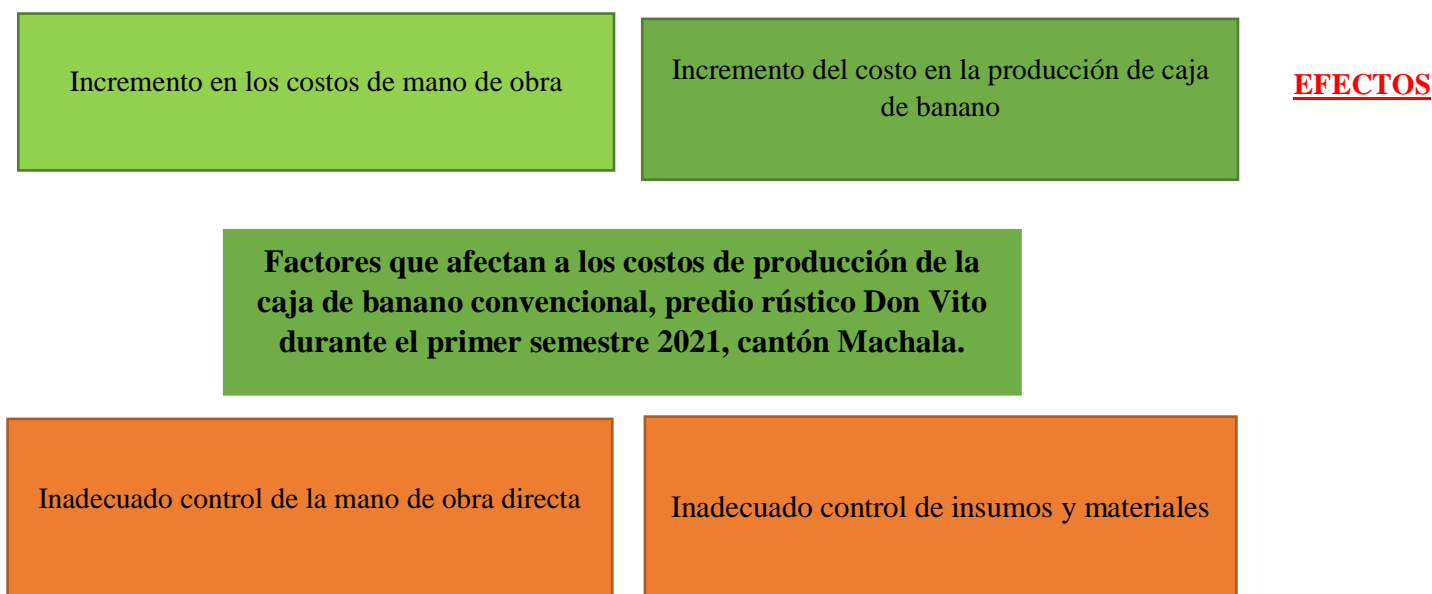 Incremento en los costos de mano de obra
Incremento del costo en la producción de caja
de banano
EFECTOS
Factores que afectan a los costos de producción de la
caja de banano convencional, predio rústico Don Vito
durante el primer semestre 2021, cantón Machala.
Inadecuado control de la mano de obra directa
Inadecuado control de insumos y materiales